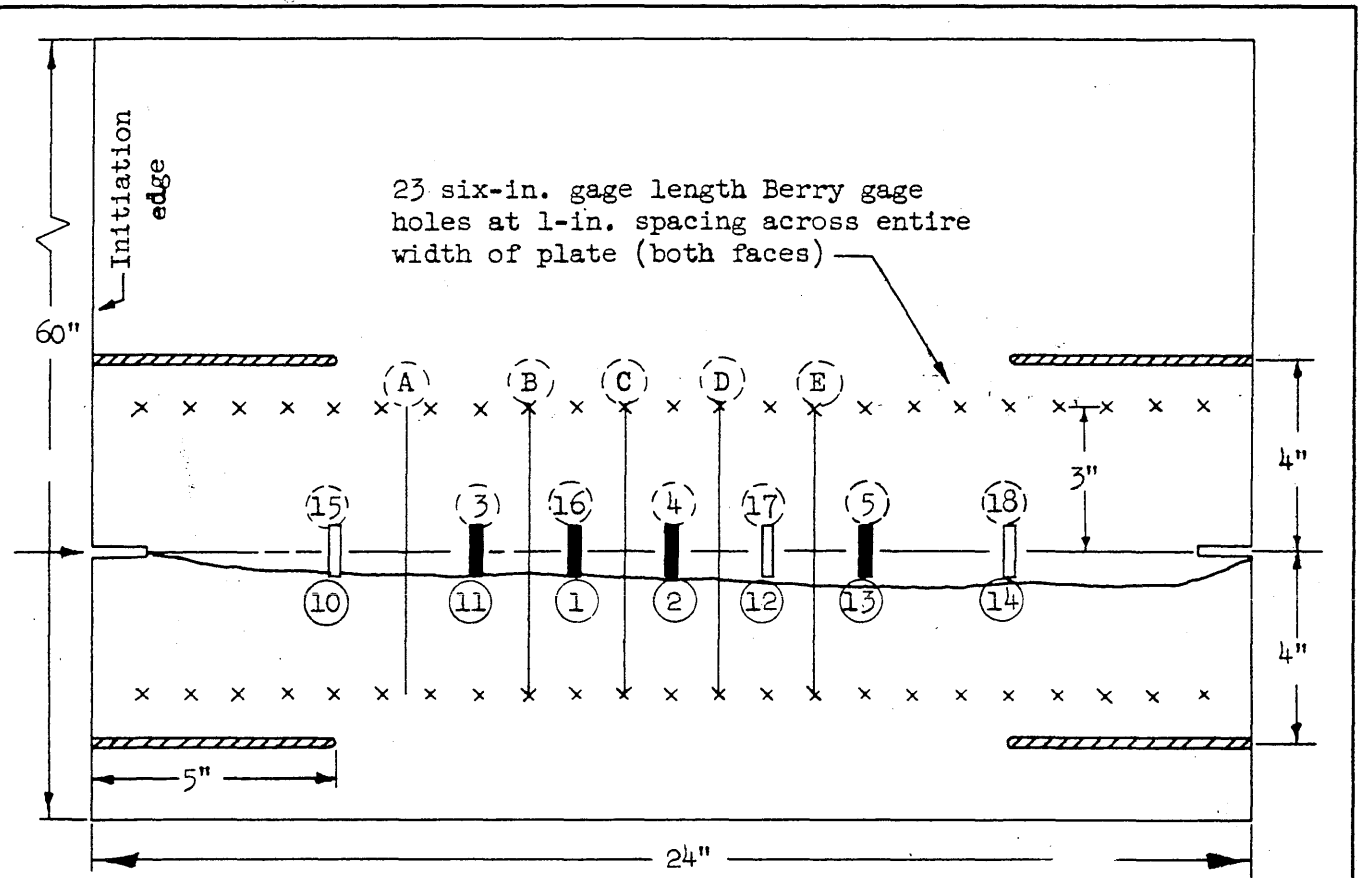 Initiation
edge
23 six-in. gage length Berry gage
holes at 1-in. spacing across entire
width of plate (both faces)
60"
A B C D E
4"
3"
15 3 16 4 17 5 18
10 11 1 2 12 13 14
4"
5"
24"